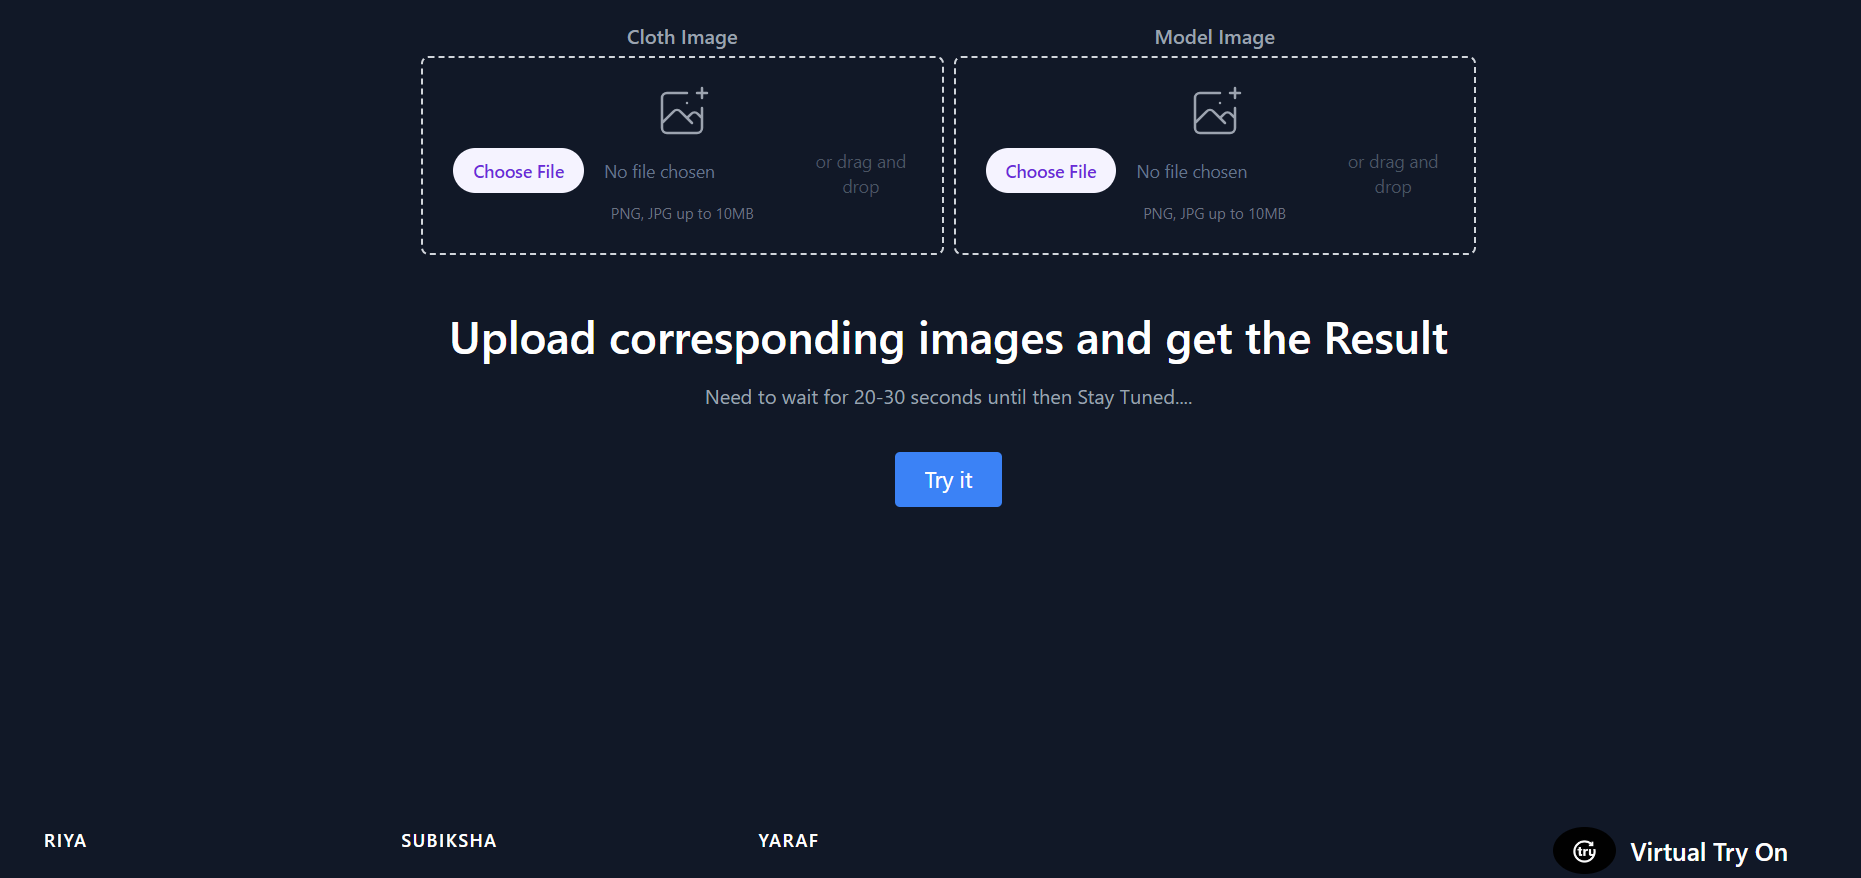 Cloth Image
Choose File
No file chosen
or drag and
drop
PNG, JPG up to 10MB
Model Image
Choose File
No file chosen
or drag and
drop
PNG, JPG up to 10MB
Upload corresponding images and get the Result
Need to wait for 20-30 seconds until then Stay Tuned....
Try it
RIYA
SUBIKSHA
YARAF
try
Virtual Try On